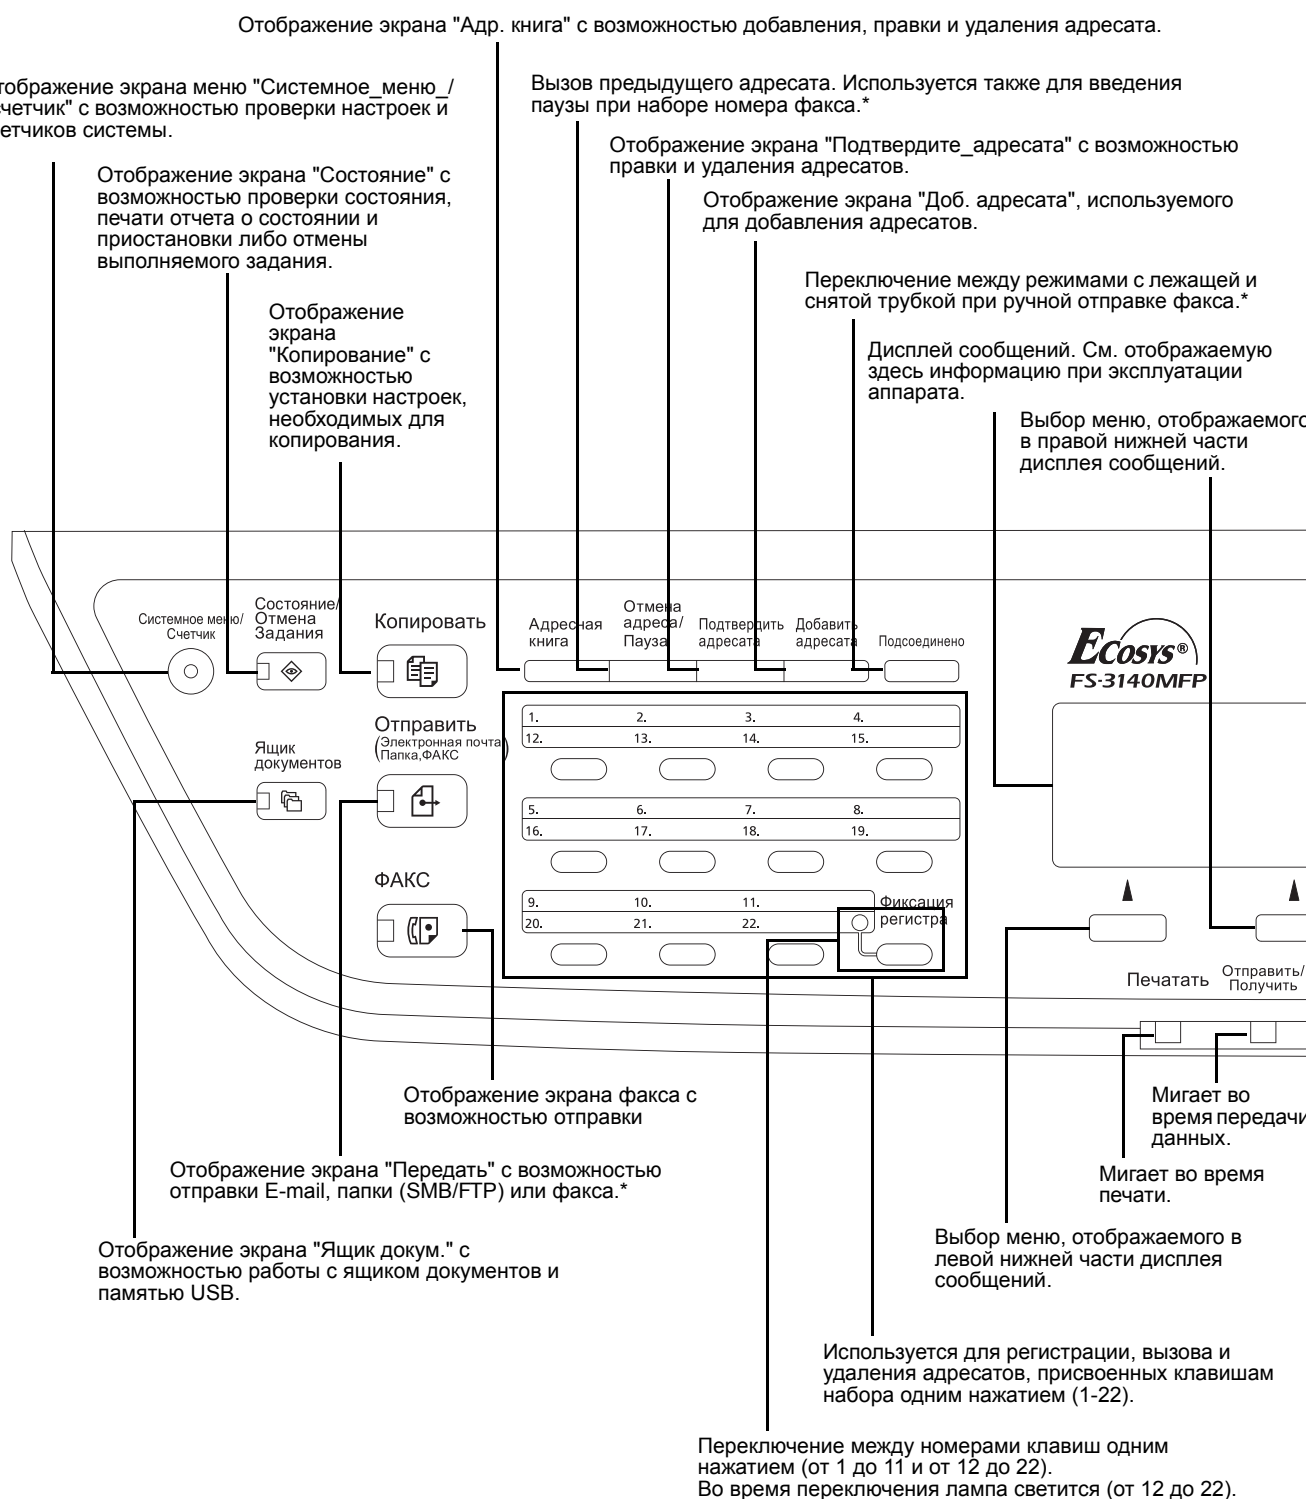 Отображение экрана "Адр. книга" с возможностью добавления, правки и удаления адресата.
тображение экрана меню "Системное_меню_/
четчик" с возможностью проверки настроек и
етчиков системы.
Вызов предыдущего адресата. Используется также для введения
паузы при наборе номера факса.*
Отображение экрана "Подтвердите_адресата" с возможностью
правки и удаления адресатов.
Отображение экрана "Состояние" с
возможностью проверки состояния,
печати отчета о состоянии и
приостановки либо отмены
выполняемого задания.
Отображение экрана "Доб. адресата", используемого
для добавления адресатов.
Переключение между режимами с лежащей и
снятой трубкой при ручной отправке факса.*
Отображение
экрана
"Копирование" с
возможностью
установки настроек,
необходимых для
копирования.
Дисплей сообщений. См. отображаемую
здесь информацию при эксплуатации
аппарата.
Выбор меню, отображаемого
в правой нижней части
дисплея сообщений.
Системное меню/
Счетчик
Состояние/
Отмена
Задания
Копировать
Адресная
книга
Отмена
адреса/
Пауза
Подтвердить
адресата
Добавить
адресата
Подсоединено
ECOSYS®
FS-3140MFP
Отправить
(Электронная почта
Папка,ФАКС)
Ящик
документов
ФАКС
1. 2. 3. 4.
12. 13. 14. 15.
5. 6. 7. 8.
16. 17. 18. 19.
9. 10. 11.
20. 21. 22.
Фиксация
регистра
Печатать
Отправить/
Получить
Отображение экрана факса с
возможностью отправки
Мигает во
время передачи
данных.
Отображение экрана "Передать" с возможностью
отправки E-mail, папки (SMB/FTP) или факса.*
Мигает во время
печати.
Отображение экрана "Ящик докум." с
возможностью работы с ящиком документов и
памятью USB.
Выбор меню, отображаемого в
левой нижней части дисплея
сообщений.
Используется для регистрации, вызова и
удаления адресатов, присвоенных клавишам
набора одним нажатием (1-22).
Переключение между номерами клавиш одним
нажатием (от 1 до 11 и от 12 до 22).
Во время переключения лампа светится (от 12 до 22).